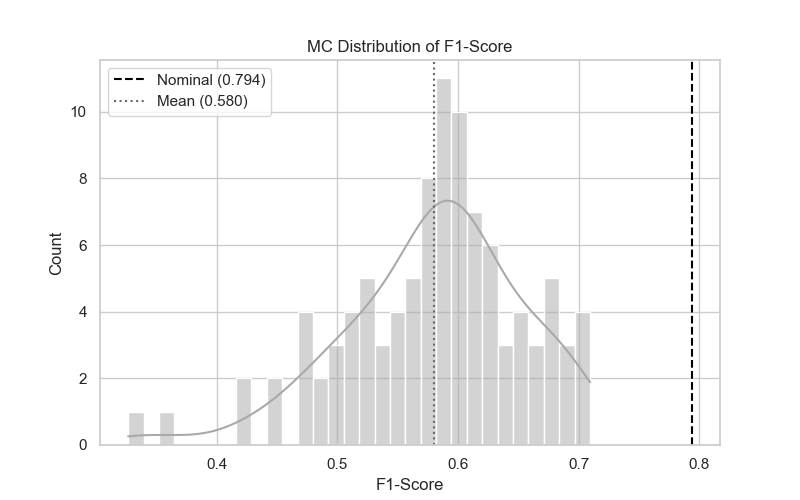 MC Distribution of F1-Score
Nominal (0.794)
Mean (0.580)
Count
10
8
6
4
2
0
0.4
0.5
0.6
0.7
0.8
F1-Score